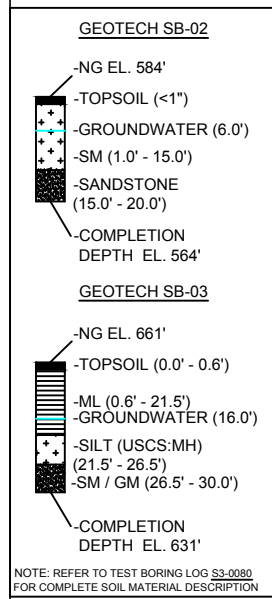 GEOTECH SB-02
-NG EL. 584'
-TOPSOIL (<1")
-GROUNDWATER (6.0')
-SM (1.0' - 15.0')
-SANDSTONE
(15.0' - 20.0')
-COMPLETION
DEPTH EL. 564'
GEOTECH SB-03
-NG EL. 661'
-TOPSOIL (0.0' - 0.6')
-ML (0.6' - 21.5')
-GROUNDWATER (16.0')
-SILT (USCS:MH)
(21.5' - 26.5')
-SM / GM (26.5' - 30.0')
-COMPLETION
DEPTH EL. 631'
NOTE: REFER TO TEST BORING LOG S3-0080
FOR COMPLETE SOIL MATERIAL DESCRIPTION